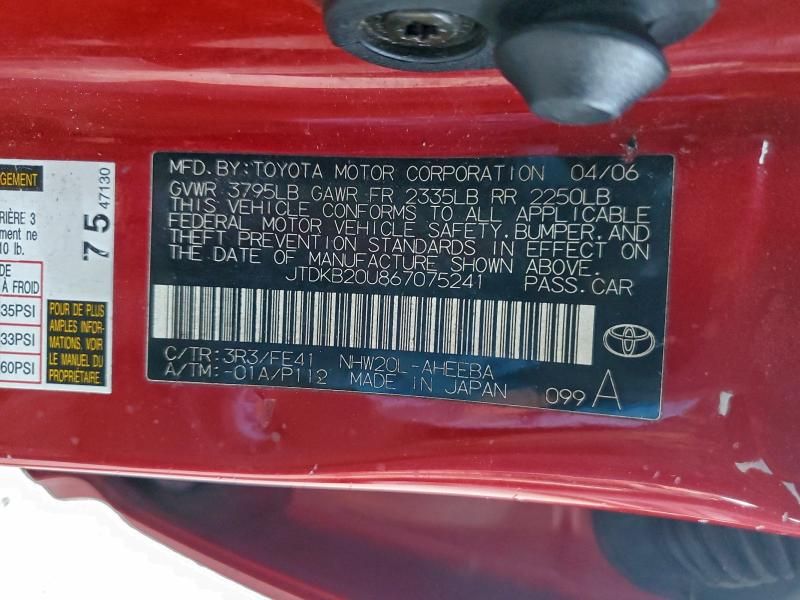 GEMENT
RIÈRE 3
ment ne
10 lb.
DE
À FROID
35PSI
33PSI
60PSI
75 47130
POUR DE PLUS
AMPLES INFOR-
MATIONS, VOIR
LE MANUEL DU
PROPRIÉTAIRE.
MFD. BY: TOYOTA MOTOR CORPORATION 04/06
GVWR 3795LB GAWR FR 2335LB RR 2250LB
THIS VEHICLE CONFORMS TO ALL APPLICABLE
FEDERAL MOTOR VEHICLE SAFETY, BUMPER, AND
THEFT PREVENTION STANDARDS IN EFFECT ON
THE DATE OF MANUFACTURE SHOWN ABOVE.
JTDKB20U867075241 PASS. CAR
C/TR: 3R3/FE41 NHW20L-AHEEBA
A/TM: -01A/P112 MADE IN JAPAN 099 A